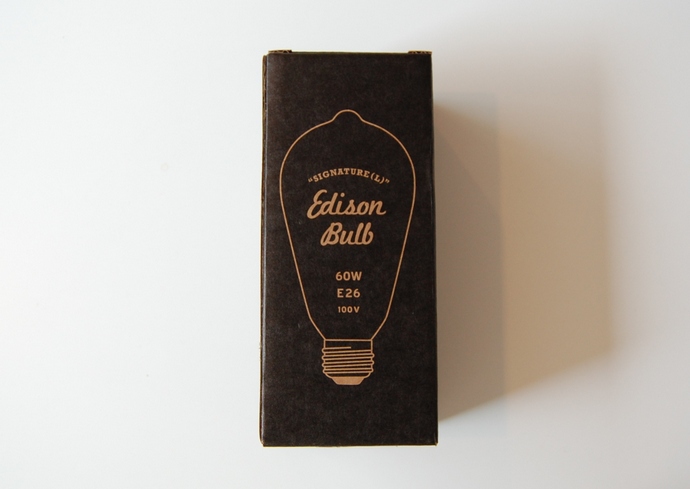 "SIGNATURE(L)"
Edison
Bulb
60W
E26
100V